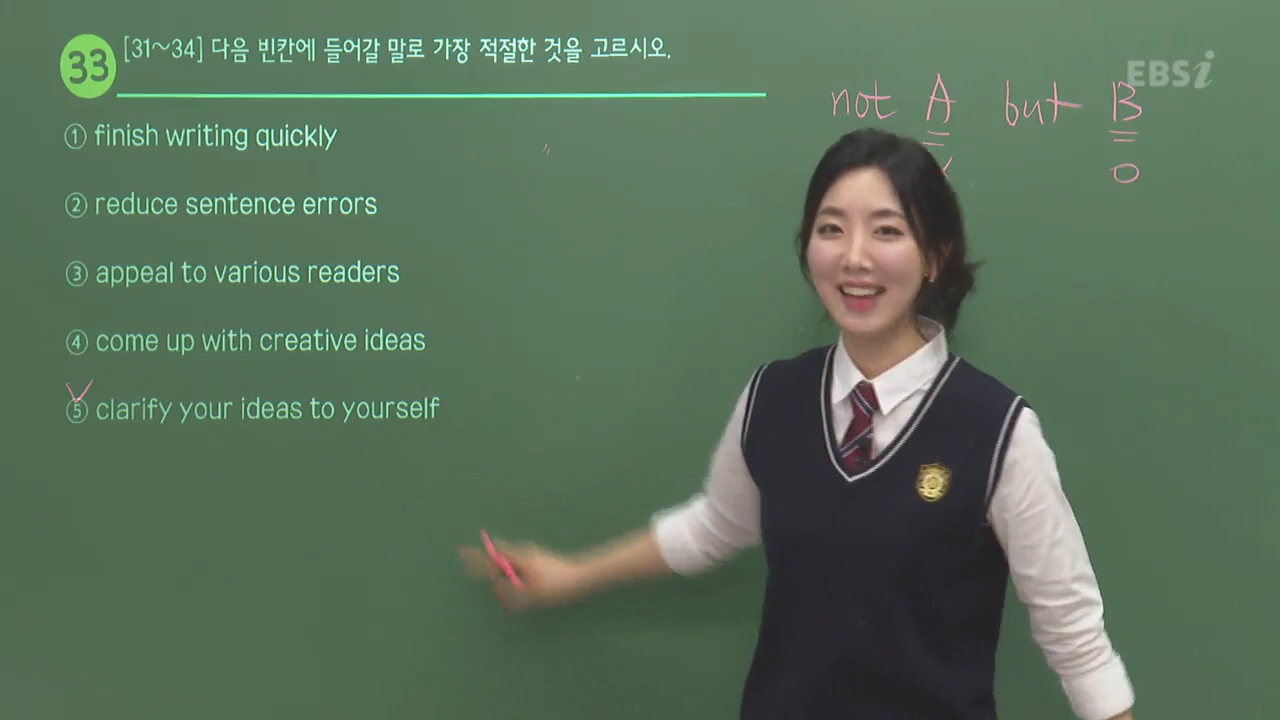 33 [31~34] 다음 빈칸에 들어갈 말로 가장 적절한 것을 고르시오.
EBSi
not A but B
① finish writing quickly
② reduce sentence errors
③ appeal to various readers
④ come up with creative ideas
⑤ clarify your ideas to yourself